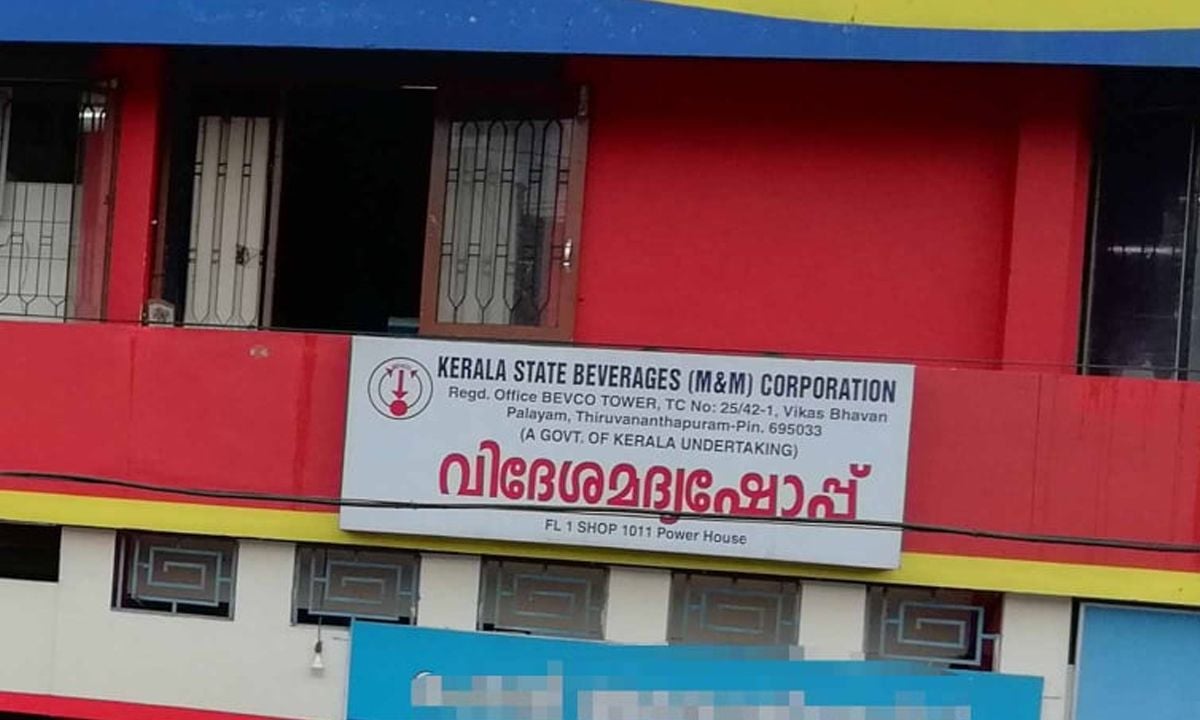 KERALA STATE BEVERAGES (M&M) CORPORATION
Regd. Office BEVCO TOWER, TC No: 25/42-1, Vikas Bhavan
Palayam, Thiruvananthapuram-Pin. 695033
(A GOVT. OF KERALA UNDERTAKING)
വിദേശമദ്യഷോപ്പ്
FL 1 SHOP 1011 Power House